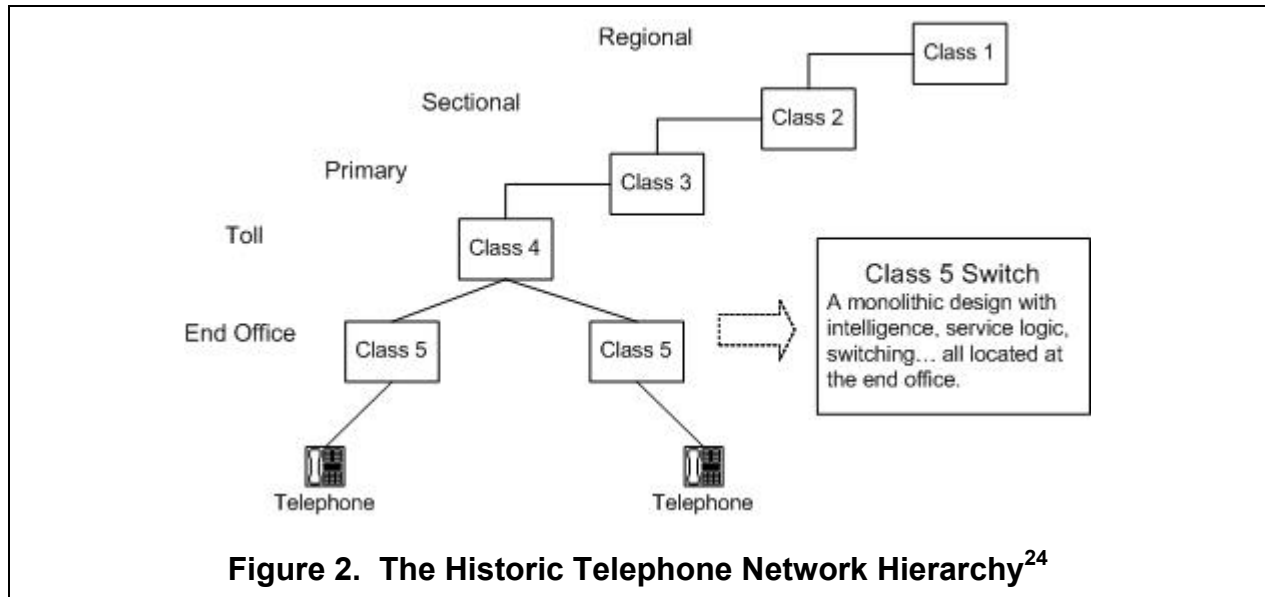 Regional
Class 1
Sectional
Class 2
Primary
Class 3
Toll
Class 4
End Office
Class 5
Class 5
Class 5 Switch
A monolithic design with
intelligence, service logic,
switching… all located at
the end office.
Telephone
Telephone
Figure 2. The Historic Telephone Network Hierarchy24